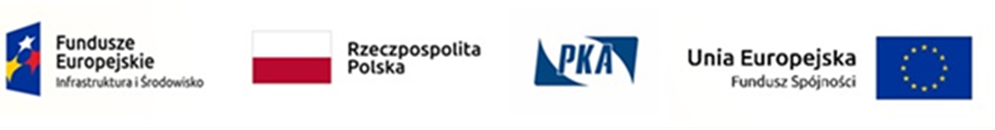 Fundusze
Europejskie
Infrastruktura i Środowisko
Rzeczpospolita
Polska
PKA
Unia Europejska
Fundusz Spójności